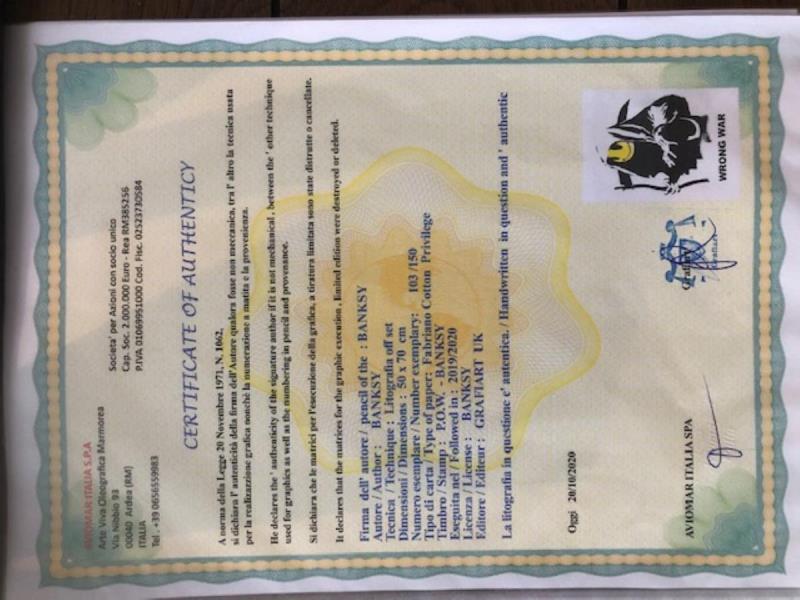 AVIOMAR ITALIA S.P.A
Arte Viva Oleografica Marmorea
Via Nibbio 93
00040 Ardea (RM)
ITALIA
Tel. +39 0656559983
Societa' per Azioni con socio unico
Cap. Soc. 2.000.000 Euro - Rea RM385256
P.IVA 01069951000 Cod. Fisc. 02523730584
CERTIFICATE OF AUTHENTICY
A norma della Legge 20 Novembre 1971, N. 1062,
si dichiara l' autenticità della firma dell'Autore qualora fosse non meccanica, tra l' altro la tecnica usata
per la realizzazione grafica nonchè la numerazione a matita e la provenienza.
He declares the ' authenticity of the signature author if it is not mechanical , between the ' other technique
used for graphics as well as the numbering in pencil and provenance.
Si dichiara che le matrici per l'esecuzione della grafica, a tiratura limitata sono state distrutte o cancellate.
It declares that the matrices for the graphic execution , limited edition were destroyed or deleted.
Firma dell' autore / pencil of the : BANKSY
Autore / Author : BANKSY
Tecnica / Technique : Litografia off set
Dimensioni / Dimensions : 50 x 70 cm
Numero esemplare / Number exemplary: 103 /150
Tipo di carta / Type of paper: Fabriano Cotton Privilege
Timbro / Stamp : P.O.W. - BANKSY
Eseguita nel / Followed in : 2019/2020
Licenza / License : BANKSY
Editore / Editeur : GRAFIART UK
La litografia in questione e' autentica. / Handwritten in question and ' authentic
Oggi 20/10/2020
AVIOMAR ITALIA SPA
WRONG WAR